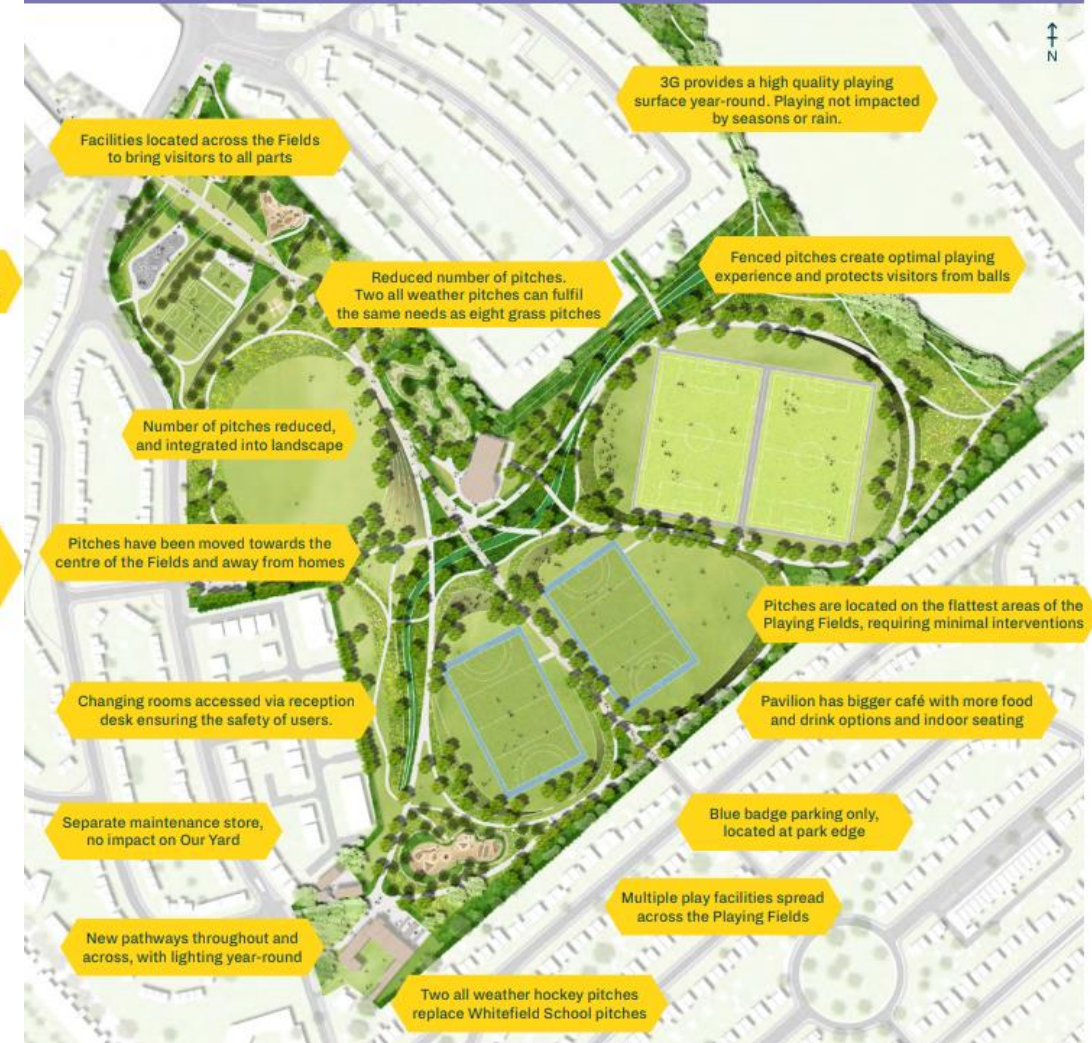 N
3G provides a high quality playing
surface year-round. Playing not impacted
by seasons or rain.
Facilities located across the Fields
to bring visitors to all parts
Fenced pitches create optimal playing
experience and protects visitors from balls
Reduced number of pitches.
Two all weather pitches can fulfil
the same needs as eight grass pitches
Number of pitches reduced,
and integrated into landscape
Pitches have been moved towards the
centre of the Fields and away from homes
Pitches are located on the flattest areas of the
Playing Fields, requiring minimal interventions
Changing rooms accessed via reception
desk ensuring the safety of users.
Pavilion has bigger café with more food
and drink options and indoor seating
Separate maintenance store,
no impact on Our Yard
Blue badge parking only,
located at park edge
Multiple play facilities spread
across the Playing Fields
New pathways throughout and
across, with lighting year-round
Two all weather hockey pitches
replace Whitefield School pitches